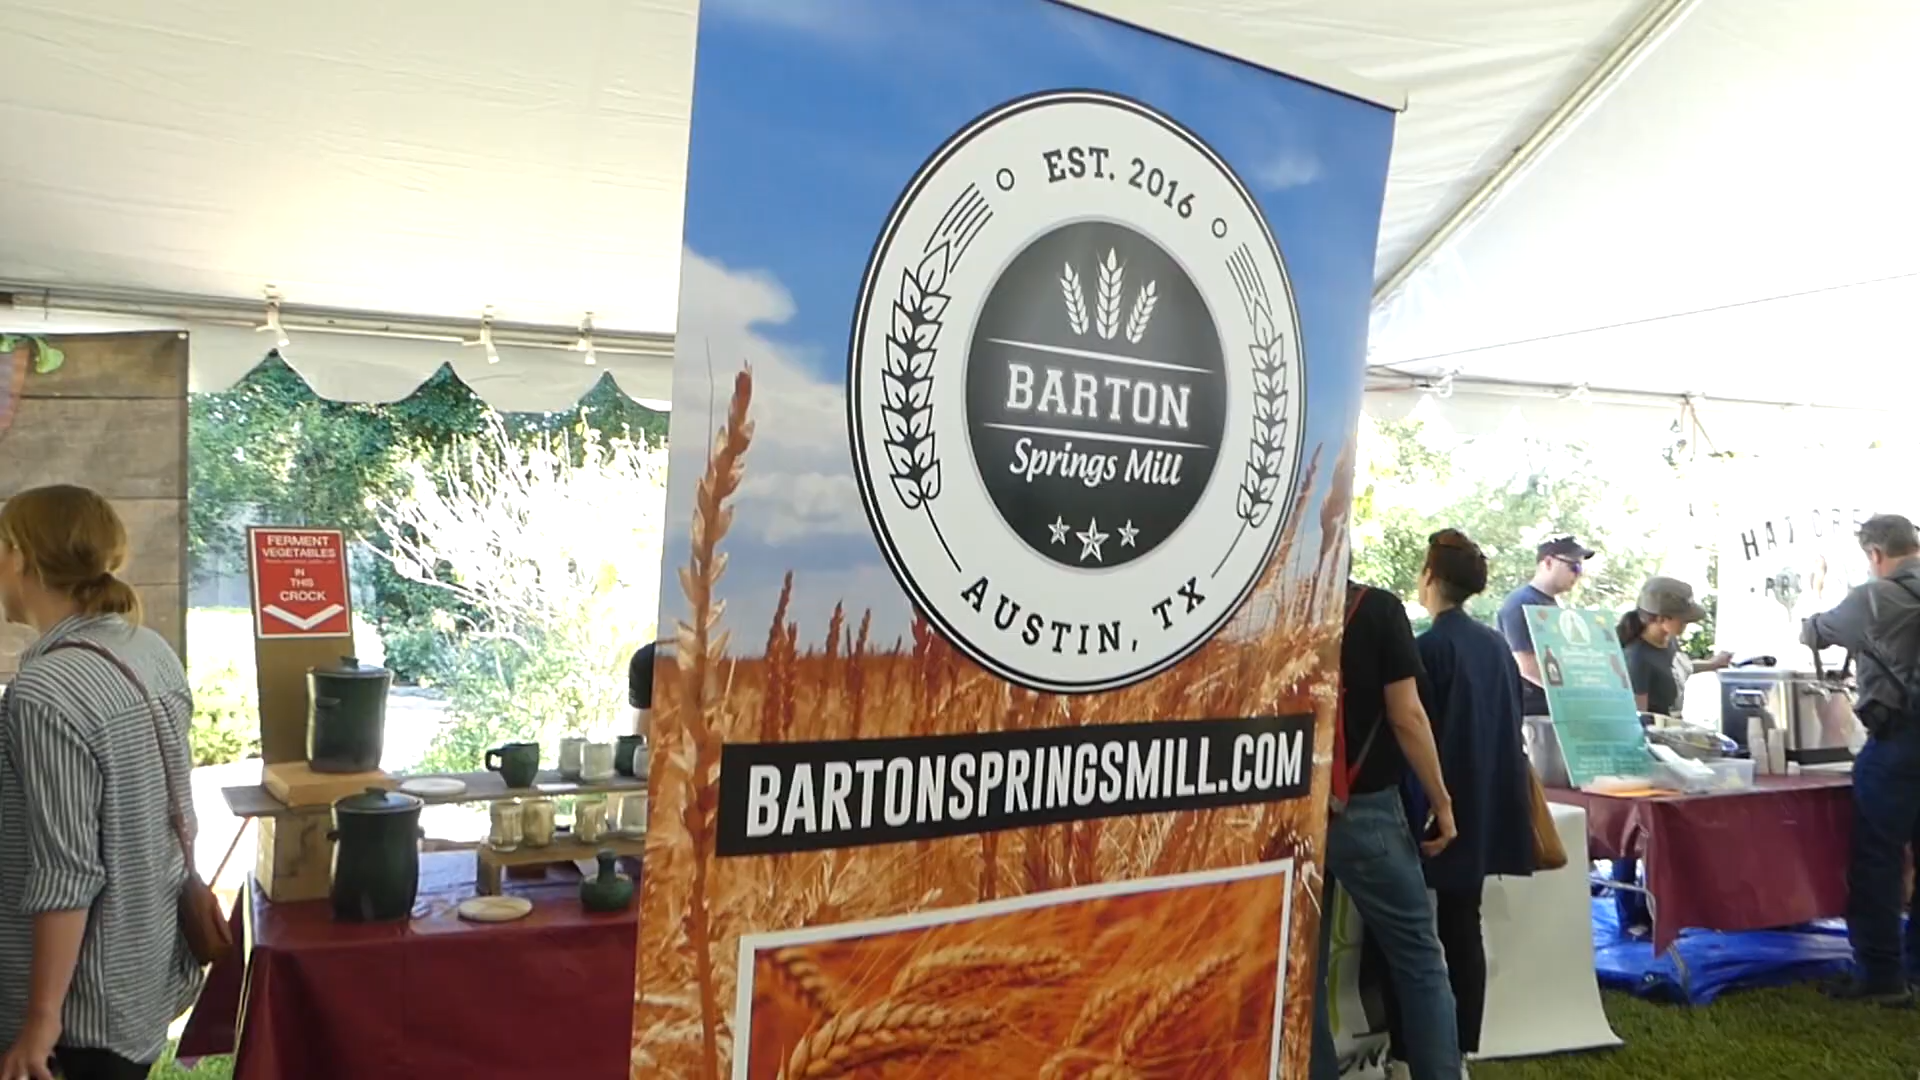 EST. 2016
BARTON
Springs Mill
AUSTIN, TX
BARTONSPRINGSMILL.COM
FERMENT
VEGETABLES
IN
THIS
CROCK